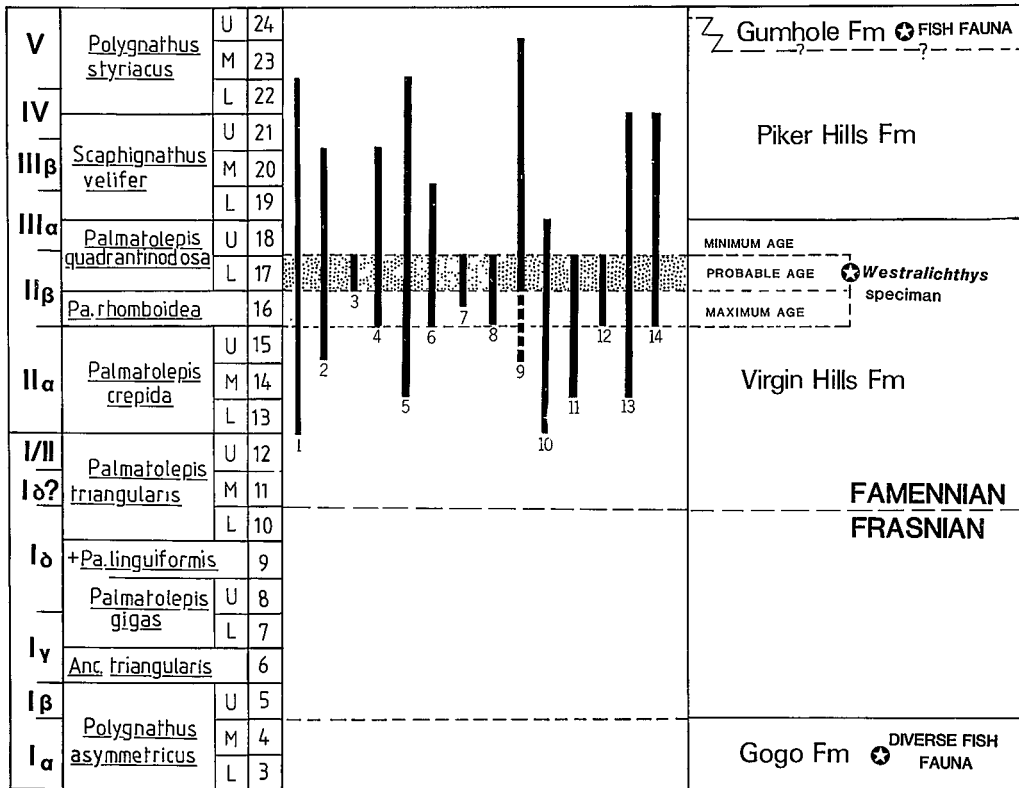 V
IV
IIIβ
IIIα
IIβ
IIα
I/II
Iδ?
Iδ
Iγ
Iβ
Iα
Polygnathus
styriacus
Scaphignathus
velifer
Palmatolepis
quadrantinodosa
Pa. rhomboidea
Palmatolepis
crepida
Palmatolepis
triangularis
+Pa. linguiformis
Palmatolepis
gigas
Anc. triangularis
Polygnathus
asymmetricus
U 24
M 23
L 22
U 21
M 20
L 19
U 18
L 17
16
U 15
M 14
L 13
U 12
M 11
L 10
9
U 8
L 7
6
U 5
M 4
L 3
1
2
3
4
5
6
7
8
9
10
11
12
13
14
Gumhole Fm FISH FAUNA
? ?
Piker Hills Fm
MINIMUM AGE
PROBABLE AGE
MAXIMUM AGE
Westralichthys
speciman
Virgin Hills Fm
FAMENNIAN
FRASNIAN
Gogo Fm DIVERSE FISH
FAUNA